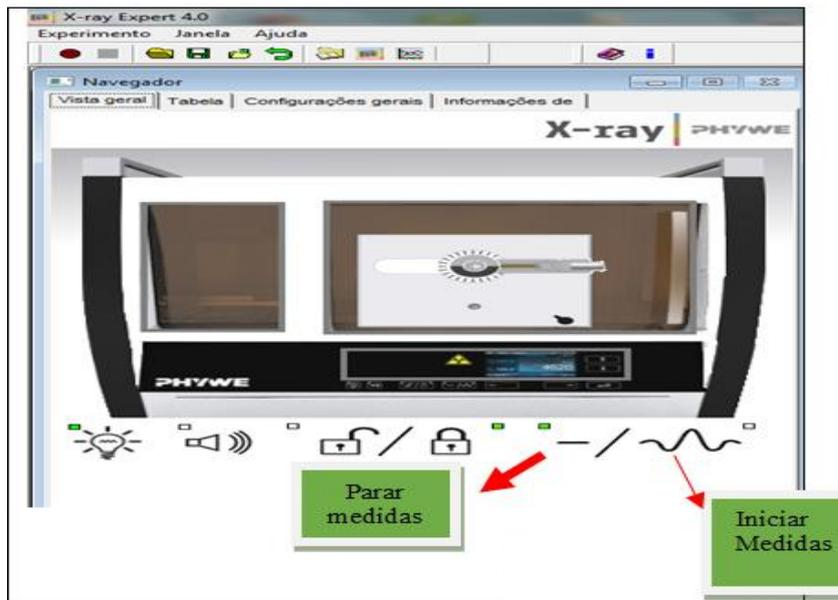 X-ray Expert 4.0
Experimento Janela Ajuda
Navegador
Vista geral Tabela Configurações gerais Informações de
X-ray PHYWE
PHYWE
Parar
medidas
Iniciar
Medidas